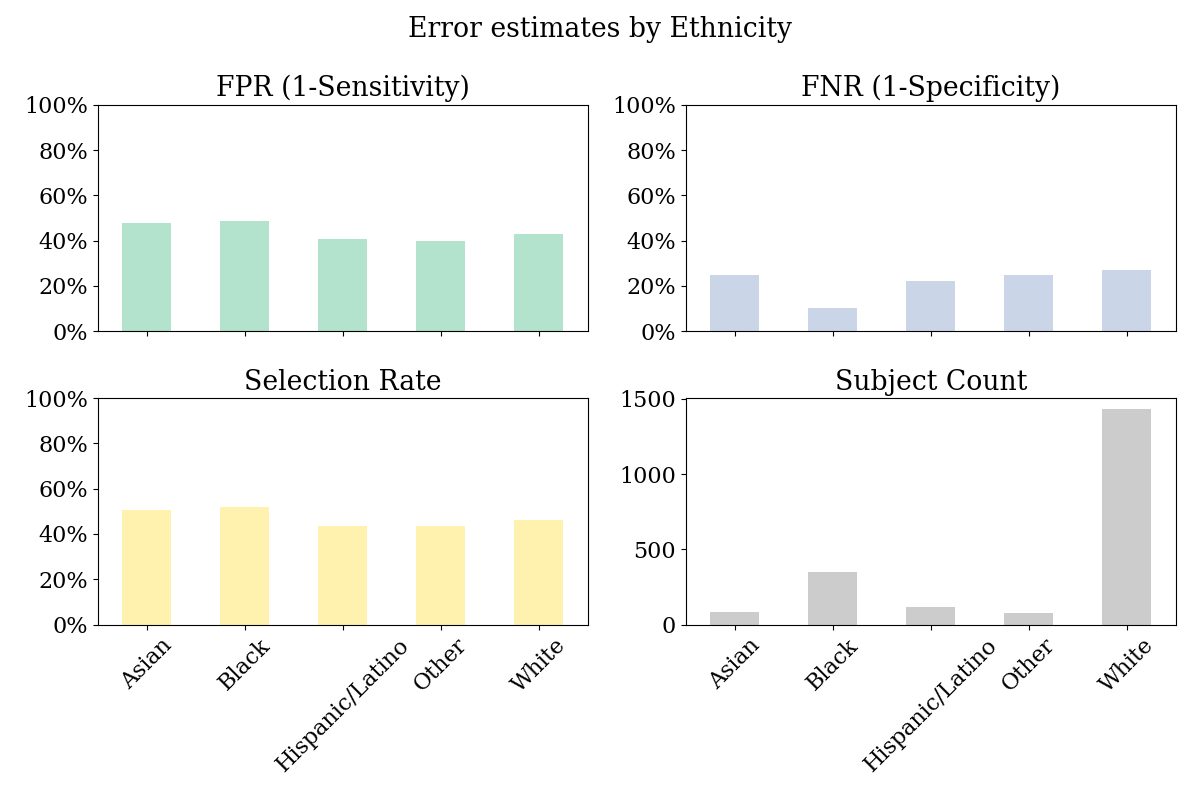 Error estimates by Ethnicity
FPR (1-Sensitivity)
100%
80%
60%
40%
20%
0%
FNR (1-Specificity)
100%
80%
60%
40%
20%
0%
Selection Rate
100%
80%
60%
40%
20%
0%
Asian
Black
Hispanic/Latino
Other
White
Subject Count
1500
1000
500
0
Asian
Black
Hispanic/Latino
Other
White